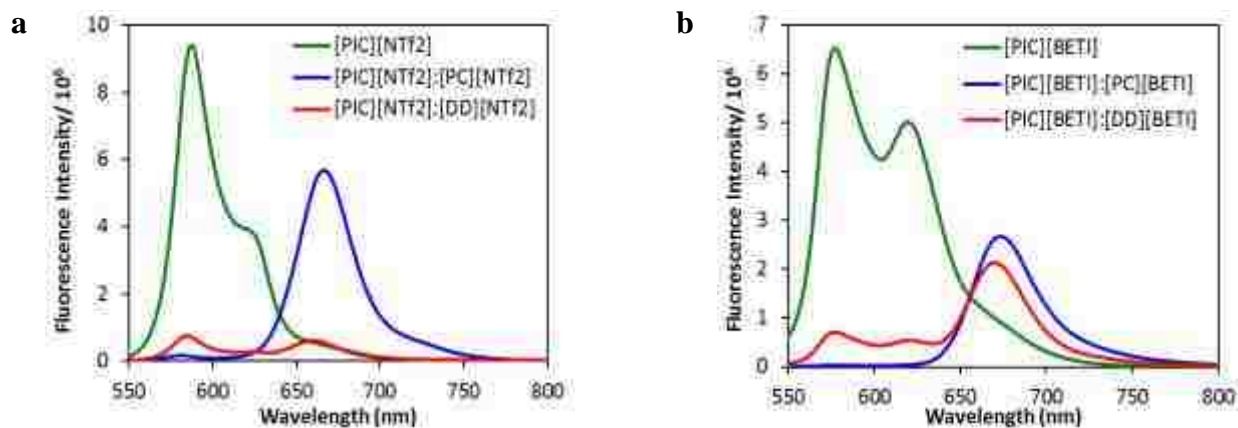 a
Fluorescence Intensity/ 10⁶
10
8
6
4
2
0
[PIC][NTf2]
[PIC][NTf2]:[PC][NTf2]
[PIC][NTf2]:[DD][NTf2]
550 600 650 700 750 800
Wavelength (nm)
b
Fluorescence Intensity/ 10⁶
7
6
5
4
3
2
1
0
[PIC][BETI]
[PIC][BETI]:[PC][BETI]
[PIC][BETI]:[DD][BETI]
550 600 650 700 750 800
Wavelength (nm)